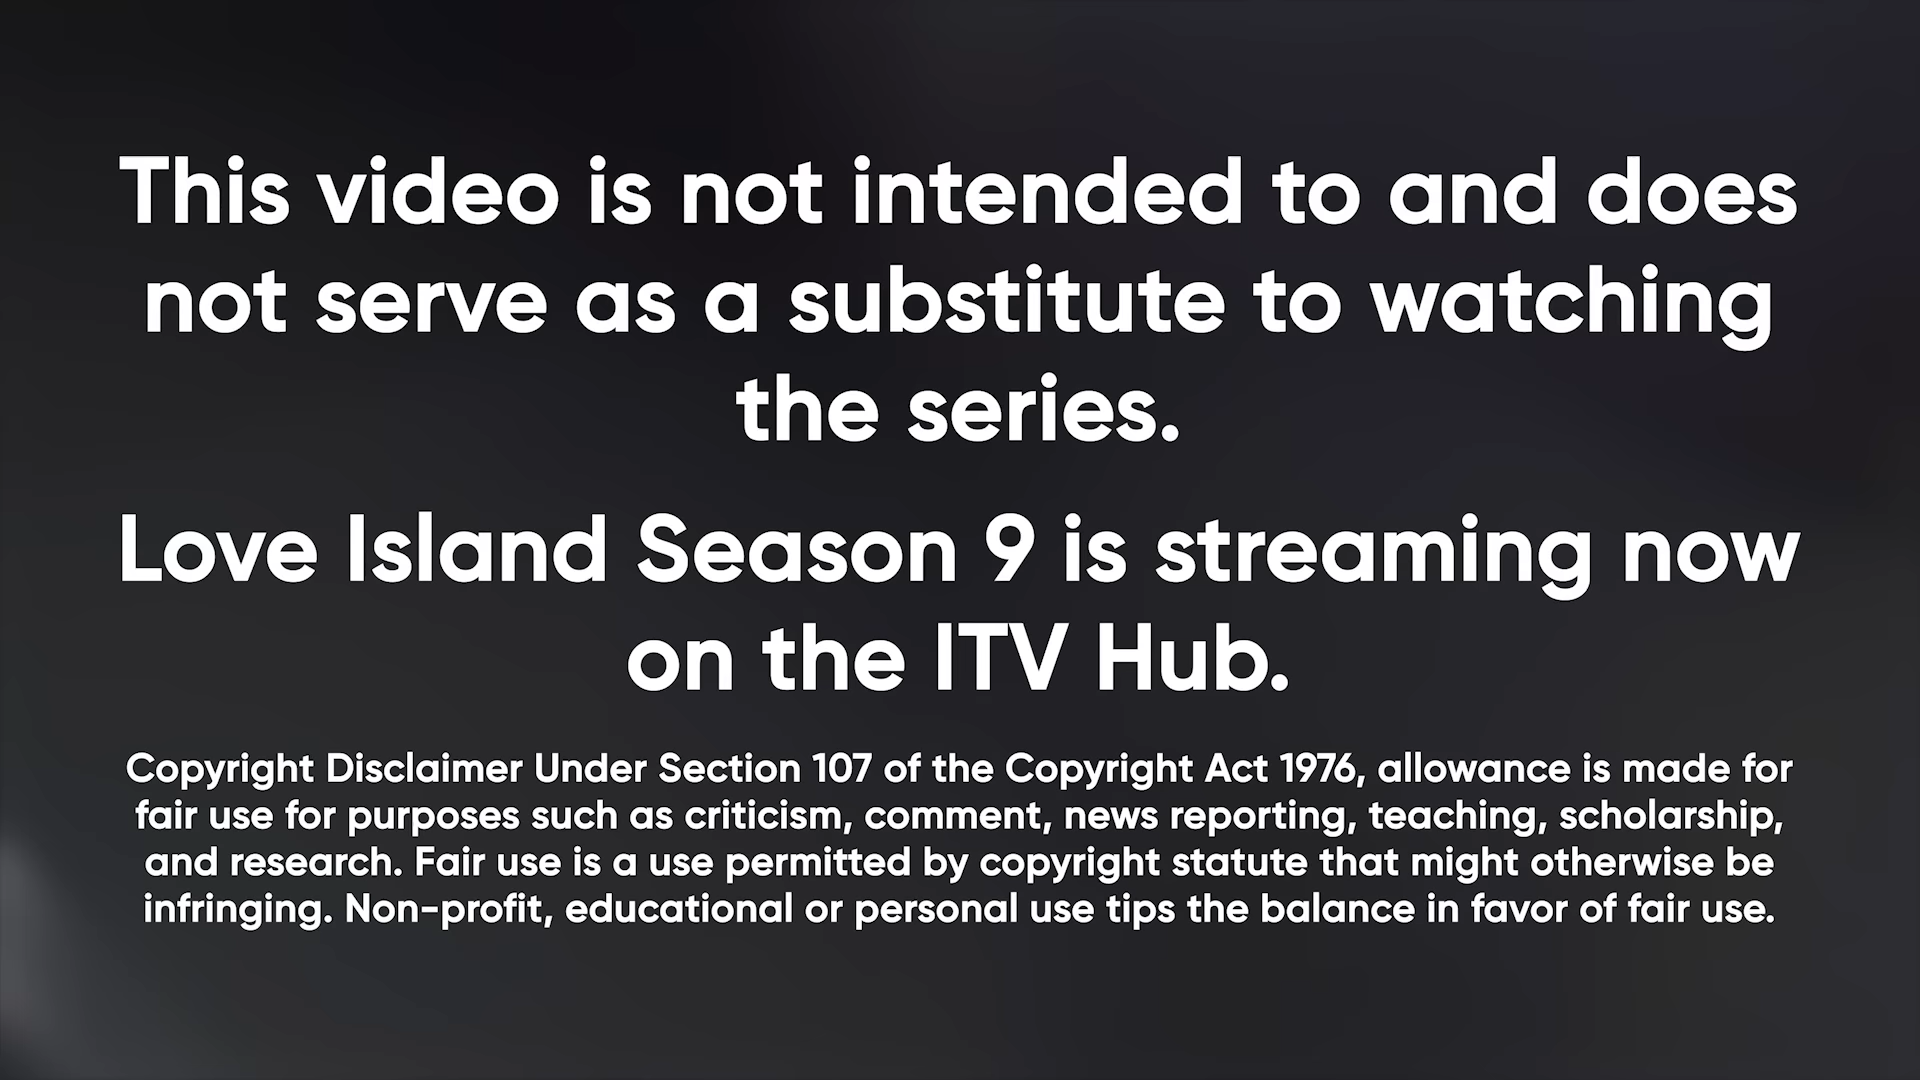 This video is not intended to and does
not serve as a substitute to watching
the series.
Love Island Season 9 is streaming now
on the ITV Hub.
Copyright Disclaimer Under Section 107 of the Copyright Act 1976, allowance is made for
fair use for purposes such as criticism, comment, news reporting, teaching, scholarship,
and research. Fair use is a use permitted by copyright statute that might otherwise be
infringing. Non-profit, educational or personal use tips the balance in favor of fair use.